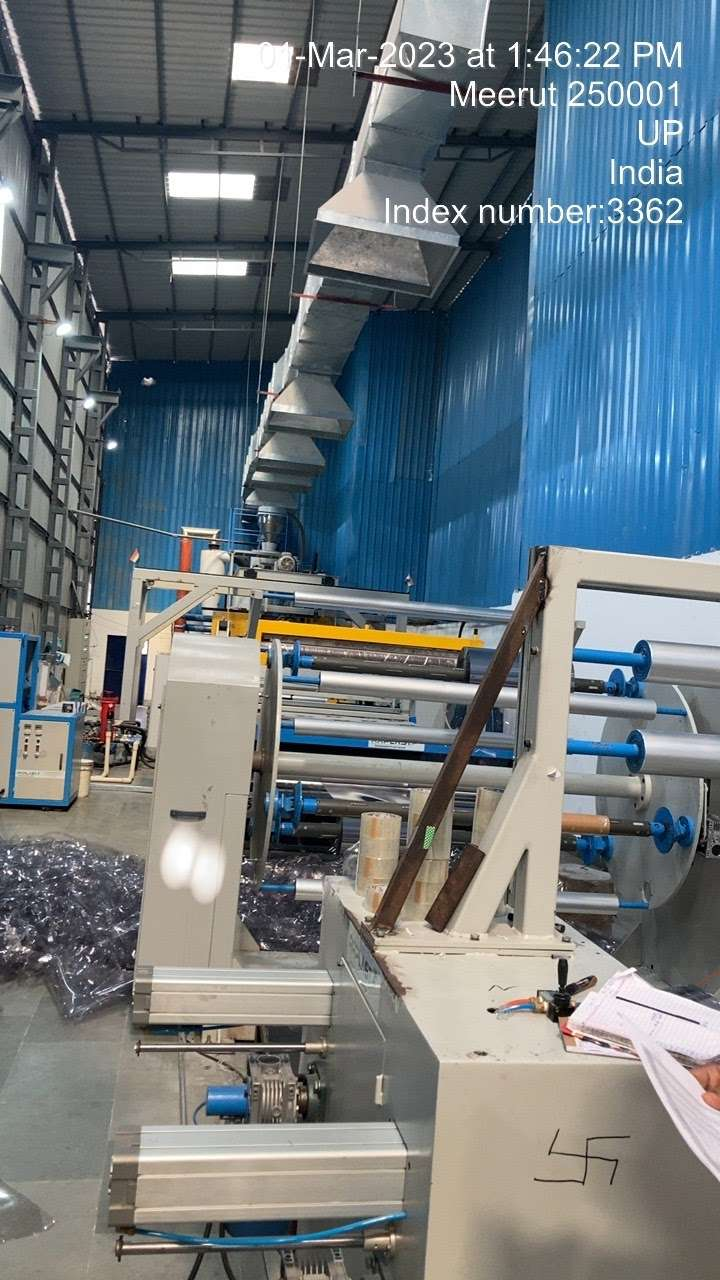 01-Mar-2023 at 1:46:22 PM
Meerut 250001
UP
India
Index number:3362